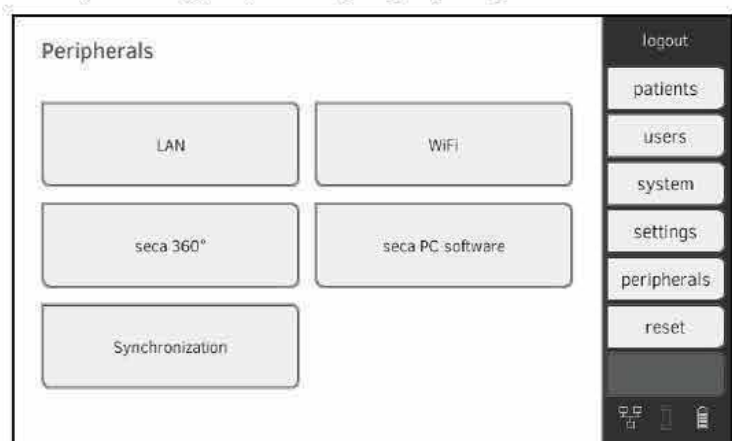 Peripherals
LAN
WiFi
seca 360°
seca PC software
Synchronization
logout
patients
users
system
settings
peripherals
reset